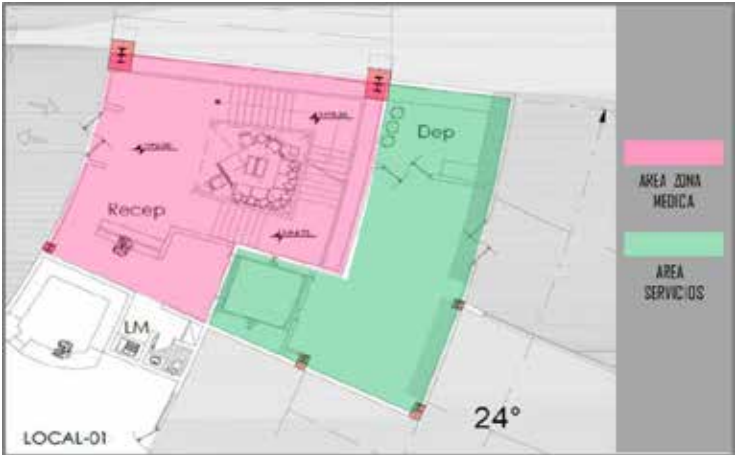 Dep
Recep
LM
LOCAL-01
24°
AREA ZONA
MEDICA
AREA
SERVICIOS